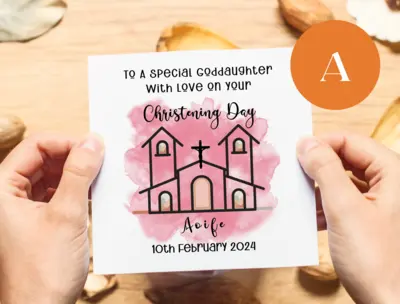 To A Special Goddaughter
With Love on Your
Christening Day
Aoife
10th February 2024
A